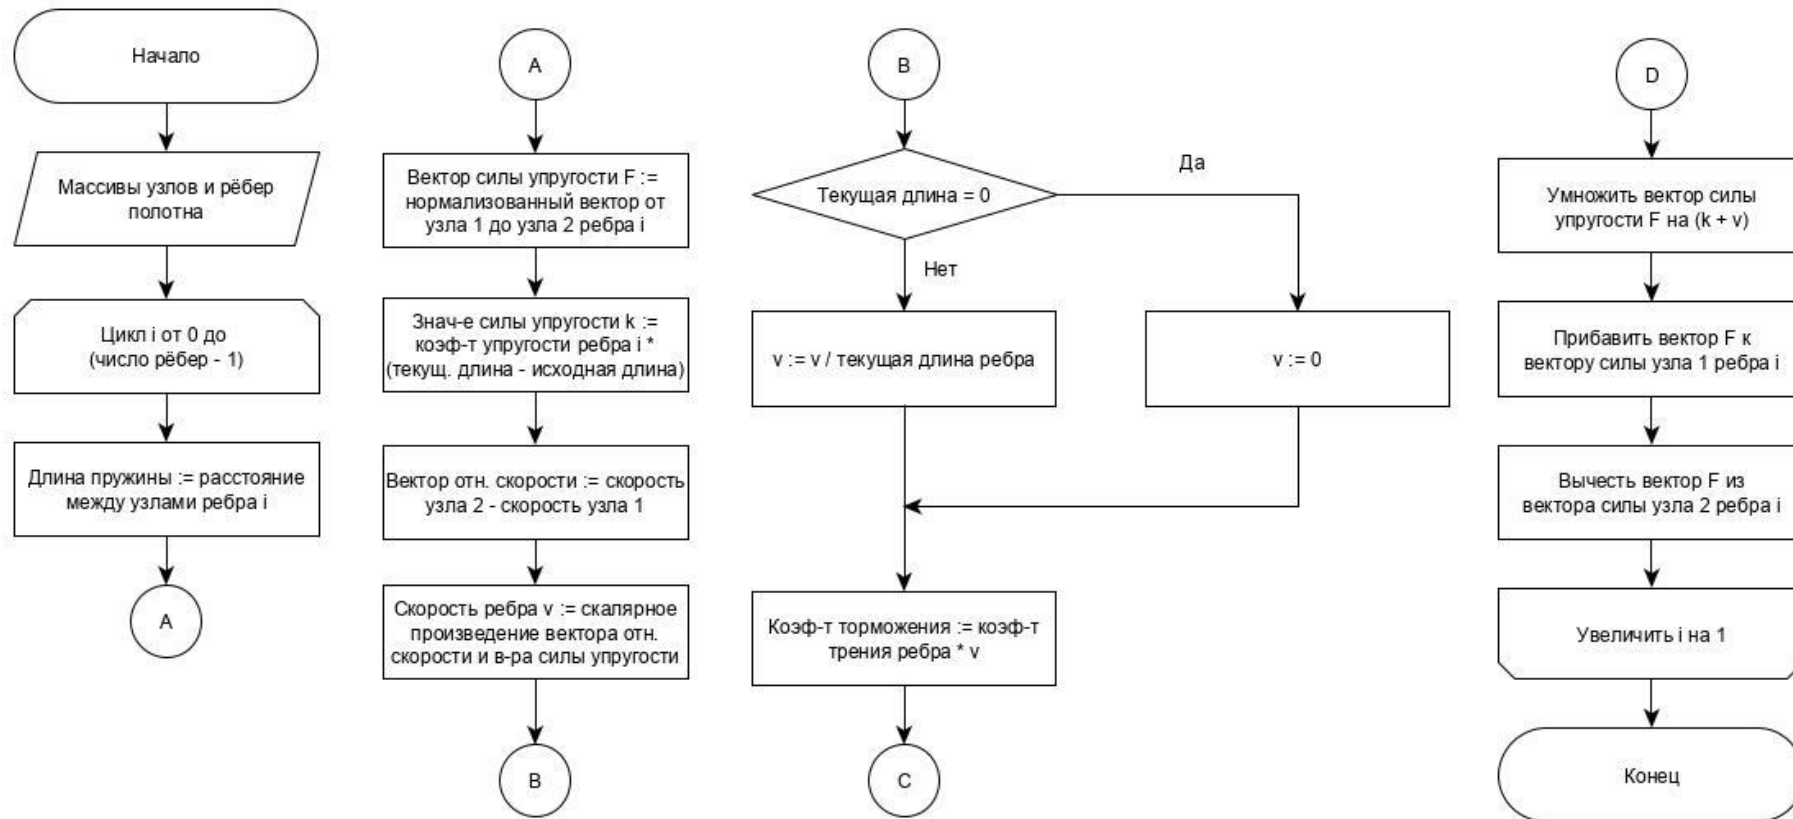 Начало
Массивы узлов и рёбер
полотна
Цикл i от 0 до
(число рёбер - 1)
Длина пружины := расстояние
между узлами ребра i
A
A
Вектор силы упругости F :=
нормализованный вектор от
узла 1 до узла 2 ребра i
Знач-е силы упругости k :=
коэф-т упругости ребра i *
(текущ. длина - исходная длина)
Вектор отн. скорости := скорость
узла 2 - скорость узла 1
Скорость ребра v := скалярное
произведение вектора отн.
скорости и в-ра силы упругости
B
B
Текущая длина = 0
Да
Нет
v := v / текущая длина ребра
v := 0
Коэф-т торможения := коэф-т
трения ребра * v
C
D
Умножить вектор силы
упругости F на (k + v)
Прибавить вектор F к
вектору силы узла 1 ребра i
Вычесть вектор F из
вектора силы узла 2 ребра i
Увеличить i на 1
Конец